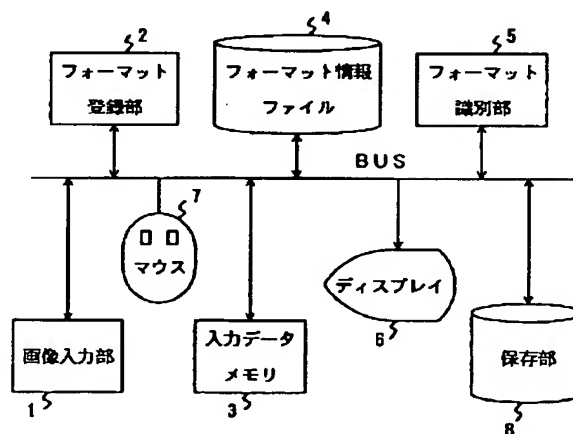 2
フォーマット
登録部
4
フォーマット情報
ファイル
5
フォーマット
識別部
BUS
7
マウス
ディスプレイ
6
画像入力部
1
入力データ
メモリ
3
保存部
8